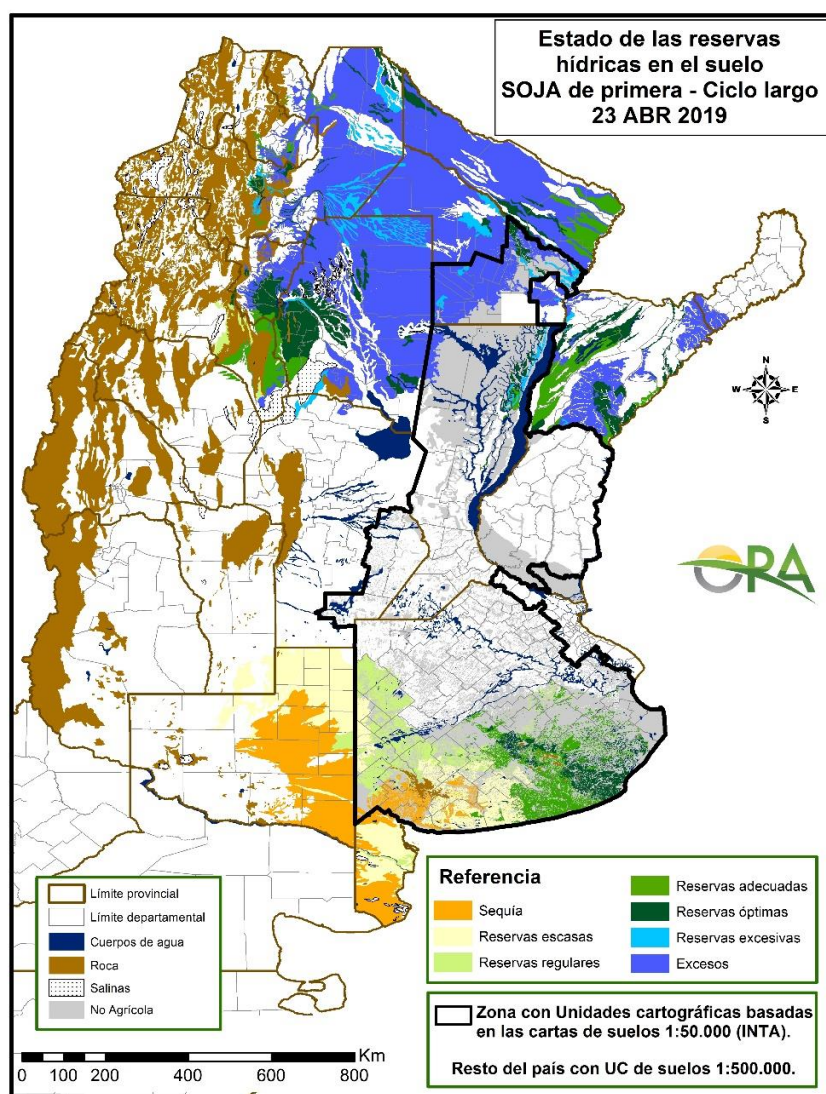 Estado de las reservas
hídricas en el suelo
SOJA de primera - Ciclo largo
23 ABR 2019
N
W
E
S
ORA
Límite provincial
Límite departamental
Cuerpos de agua
Roca
Salinas
No Agrícola
Referencia
Sequía
Reservas escasas
Reservas regulares
Reservas adecuadas
Reservas óptimas
Reservas excesivas
Excesos
Zona con Unidades cartográficas basadas
en las cartas de suelos 1:50.000 (INTA).
Resto del país con UC de suelos 1:500.000.
Km
0 100 200 400 600 800